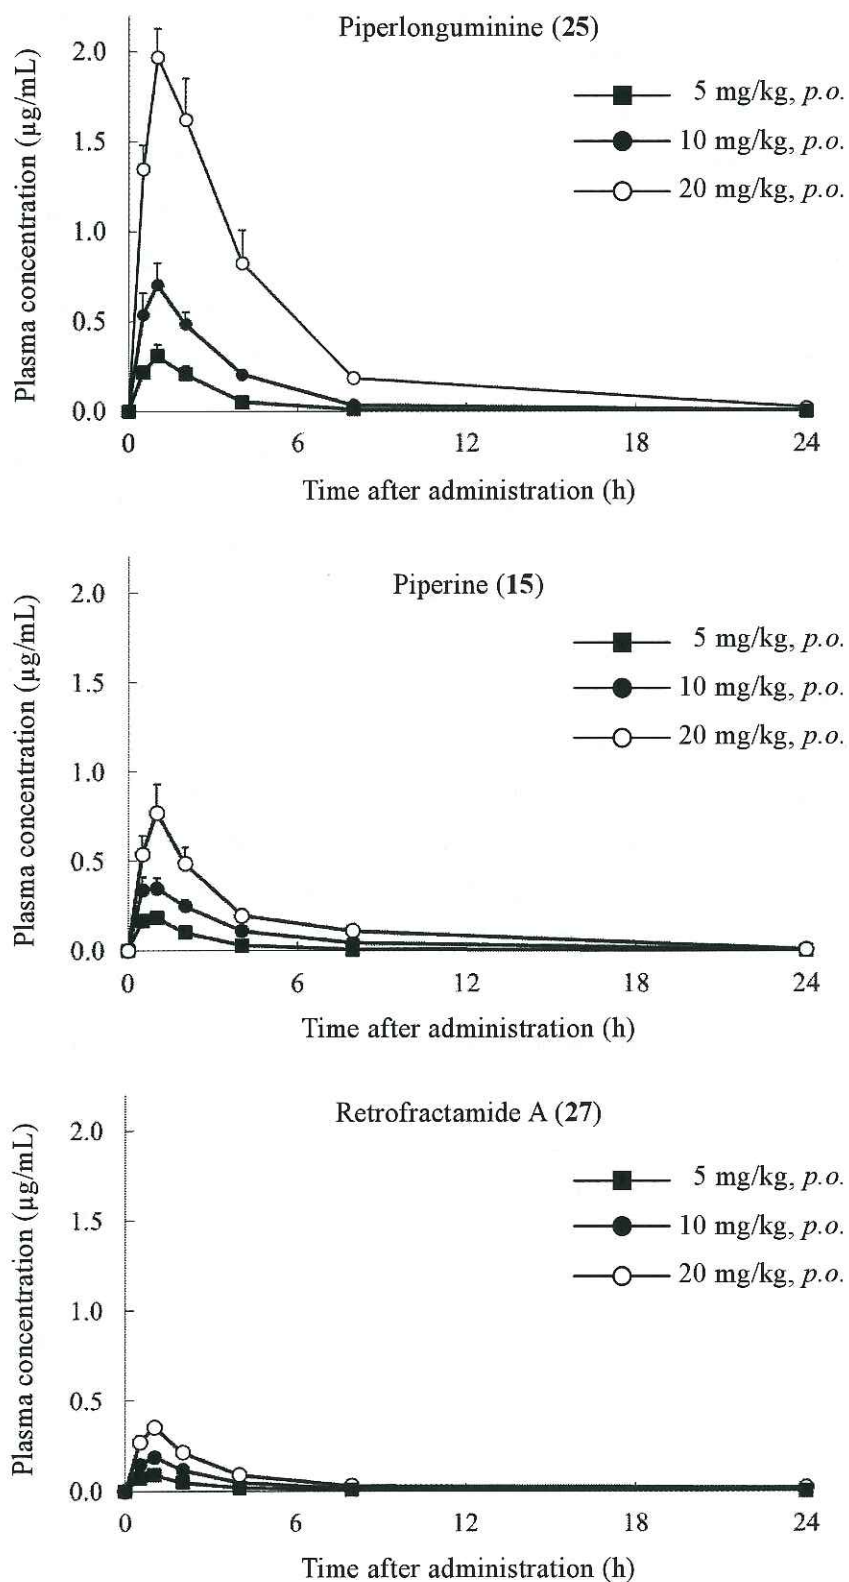 Piperlonguminine (25)
5 mg/kg, p.o.
10 mg/kg, p.o.
20 mg/kg, p.o.
Plasma concentration (µg/mL)
2.0
1.5
1.0
0.5
0.0
0 6 12 18 24
Time after administration (h)
Piperine (15)
5 mg/kg, p.o.
10 mg/kg, p.o.
20 mg/kg, p.o.
Plasma concentration (µg/mL)
2.0
1.5
1.0
0.5
0.0
0 6 12 18 24
Time after administration (h)
Retrofractamide A (27)
5 mg/kg, p.o.
10 mg/kg, p.o.
20 mg/kg, p.o.
Plasma concentration (µg/mL)
2.0
1.5
1.0
0.5
0.0
0 6 12 18 24
Time after administration (h)